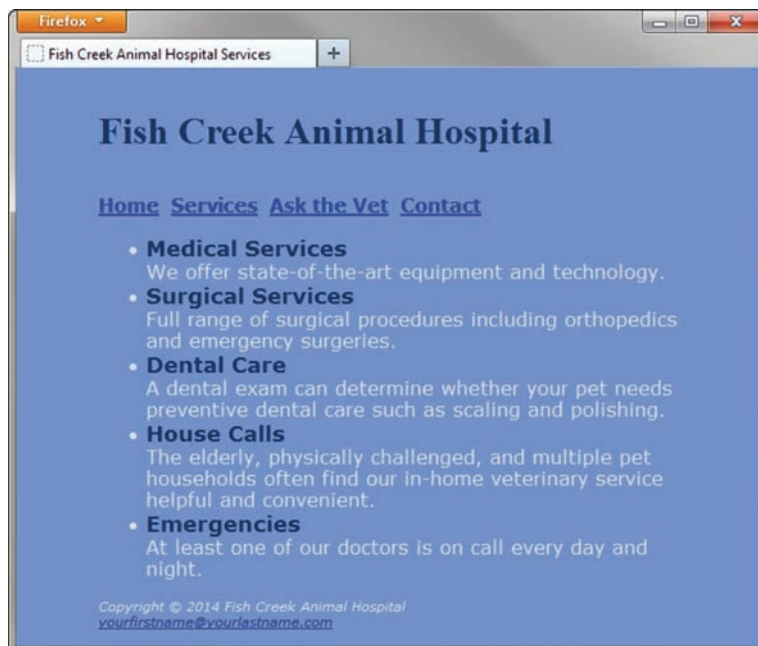 Firefox
Fish Creek Animal Hospital Services
Fish Creek Animal Hospital
Home Services Ask the Vet Contact
Medical Services
We offer state-of-the-art equipment and technology.
Surgical Services
Full range of surgical procedures including orthopedics
and emergency surgeries.
Dental Care
A dental exam can determine whether your pet needs
preventive dental care such as scaling and polishing.
House Calls
The elderly, physically challenged, and multiple pet
households often find our in-home veterinary service
helpful and convenient.
Emergencies
At least one of our doctors is on call every day and
night.
Copyright © 2014 Fish Creek Animal Hospital
yourfirstname@yourlastname.com